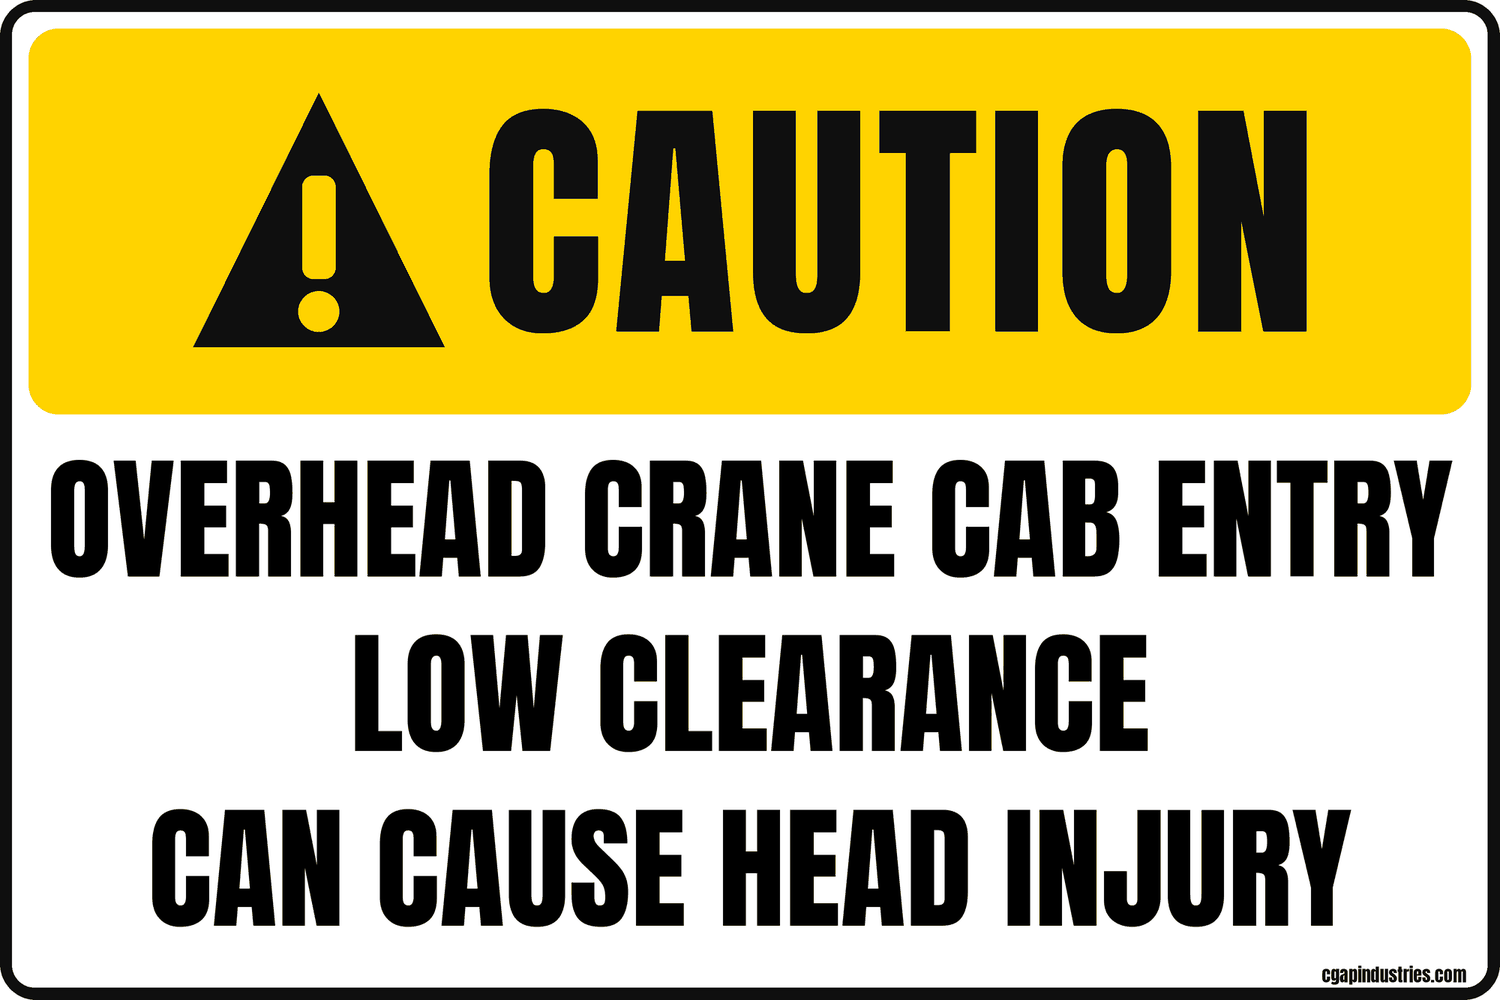 CAUTION
OVERHEAD CRANE CAB ENTRY
LOW CLEARANCE
CAN CAUSE HEAD INJURY
cgapindustries.com